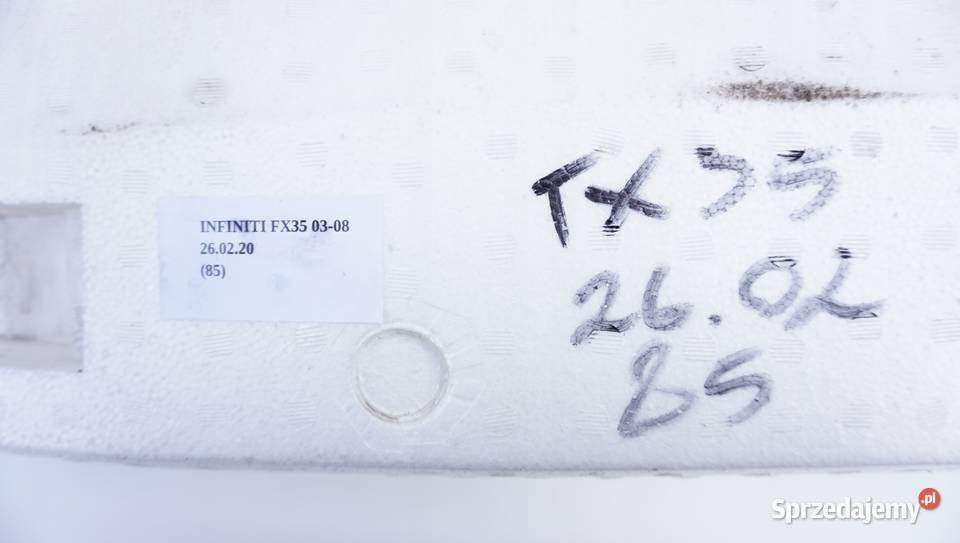 INFINITI FX35 03-08
26.02.20
(85)
FX35
26.02
85
Sprzedajemy.pl